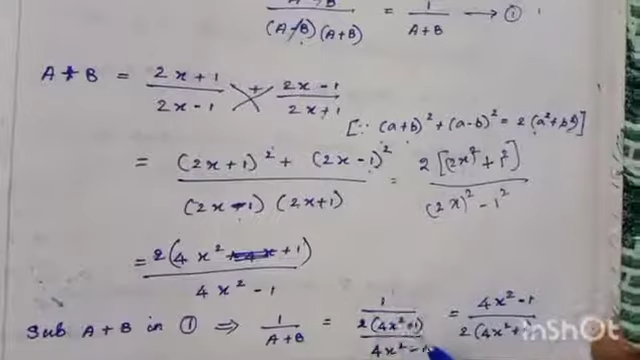 A-B / (A-B)(A+B) = 1/(A+B) → ①
A+B = (2x+1)/(2x-1) + (2x-1)/(2x+1)
[∵ (a+b)² + (a-b)² = 2(a²+b²)]
= ((2x+1)² + (2x-1)²) / ((2x-1)(2x+1)) = 2[(2x)² + 1²] / ((2x)² - 1²)
= 2(4x² + 1) / (4x² - 1)
Sub A+B in ① ⇒ 1/(A+B) = 1 / (2(4x²+1) / (4x²-1)) = (4x²-1) / (2(4x²+
InShot